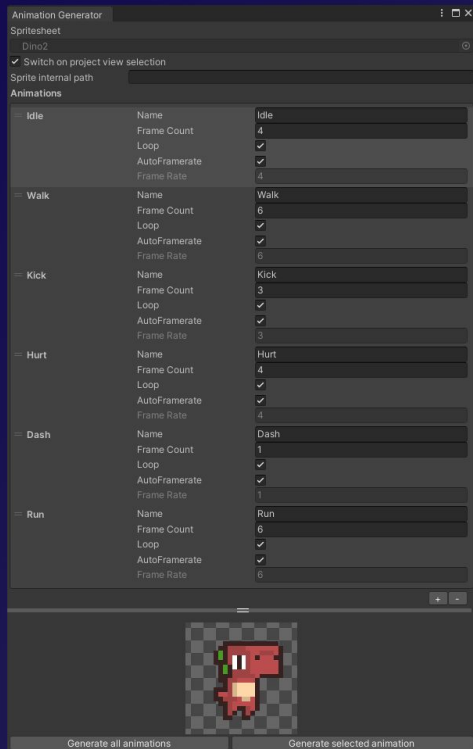 Animation Generator
Spritesheet
Dino2
Switch on project view selection
Sprite internal path
Animations
Idle Name Idle
Frame Count 4
Loop
AutoFramerate
Frame Rate 4
Walk Name Walk
Frame Count 6
Loop
AutoFramerate
Frame Rate 6
Kick Name Kick
Frame Count 3
Loop
AutoFramerate
Frame Rate 3
Hurt Name Hurt
Frame Count 4
Loop
AutoFramerate
Frame Rate 4
Dash Name Dash
Frame Count 1
Loop
AutoFramerate
Frame Rate 1
Run Name Run
Frame Count 6
Loop
AutoFramerate
Frame Rate 6
+ -
Generate all animations Generate selected animation